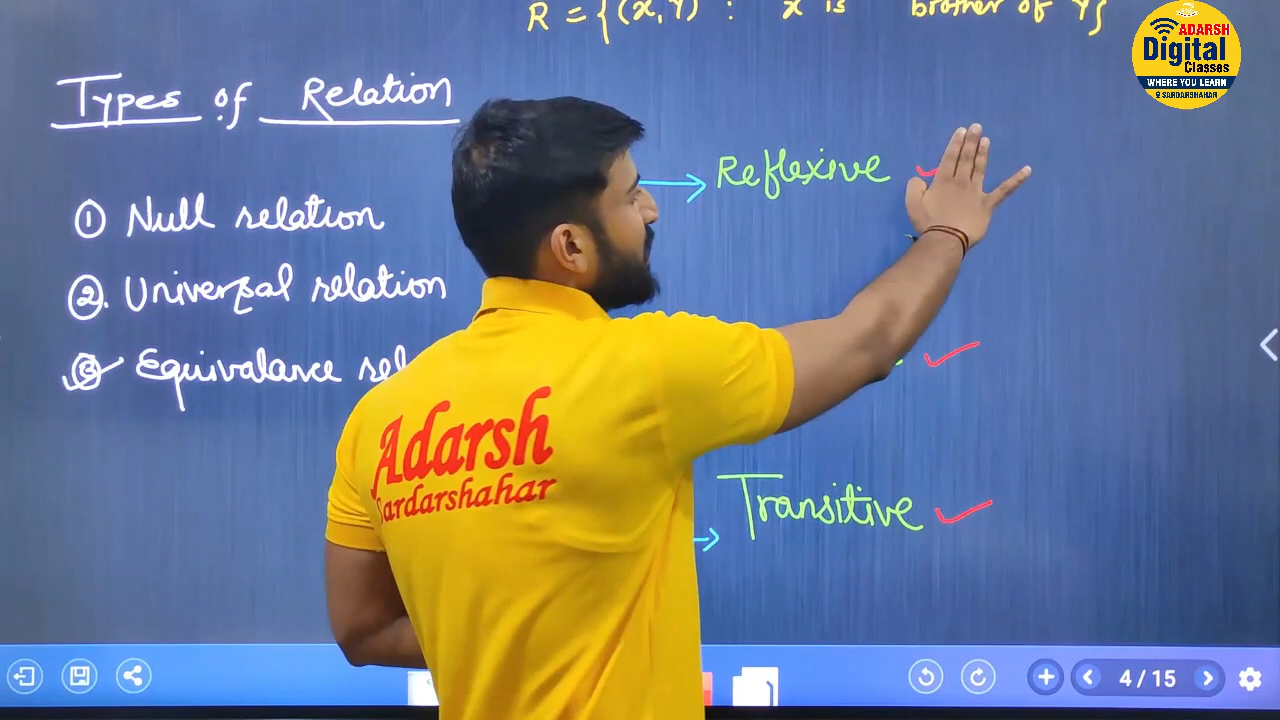 R = {(x, Y) : x is brother of Y}
ADARSH
Digital
Classes
WHERE YOU LEARN
SARDARSHAHAR
Types of Relation
Reflexive
① Null relation
②. Universal relation
③ Equivalance rel
Adarsh
Sardarshahar
Transitive
4/15